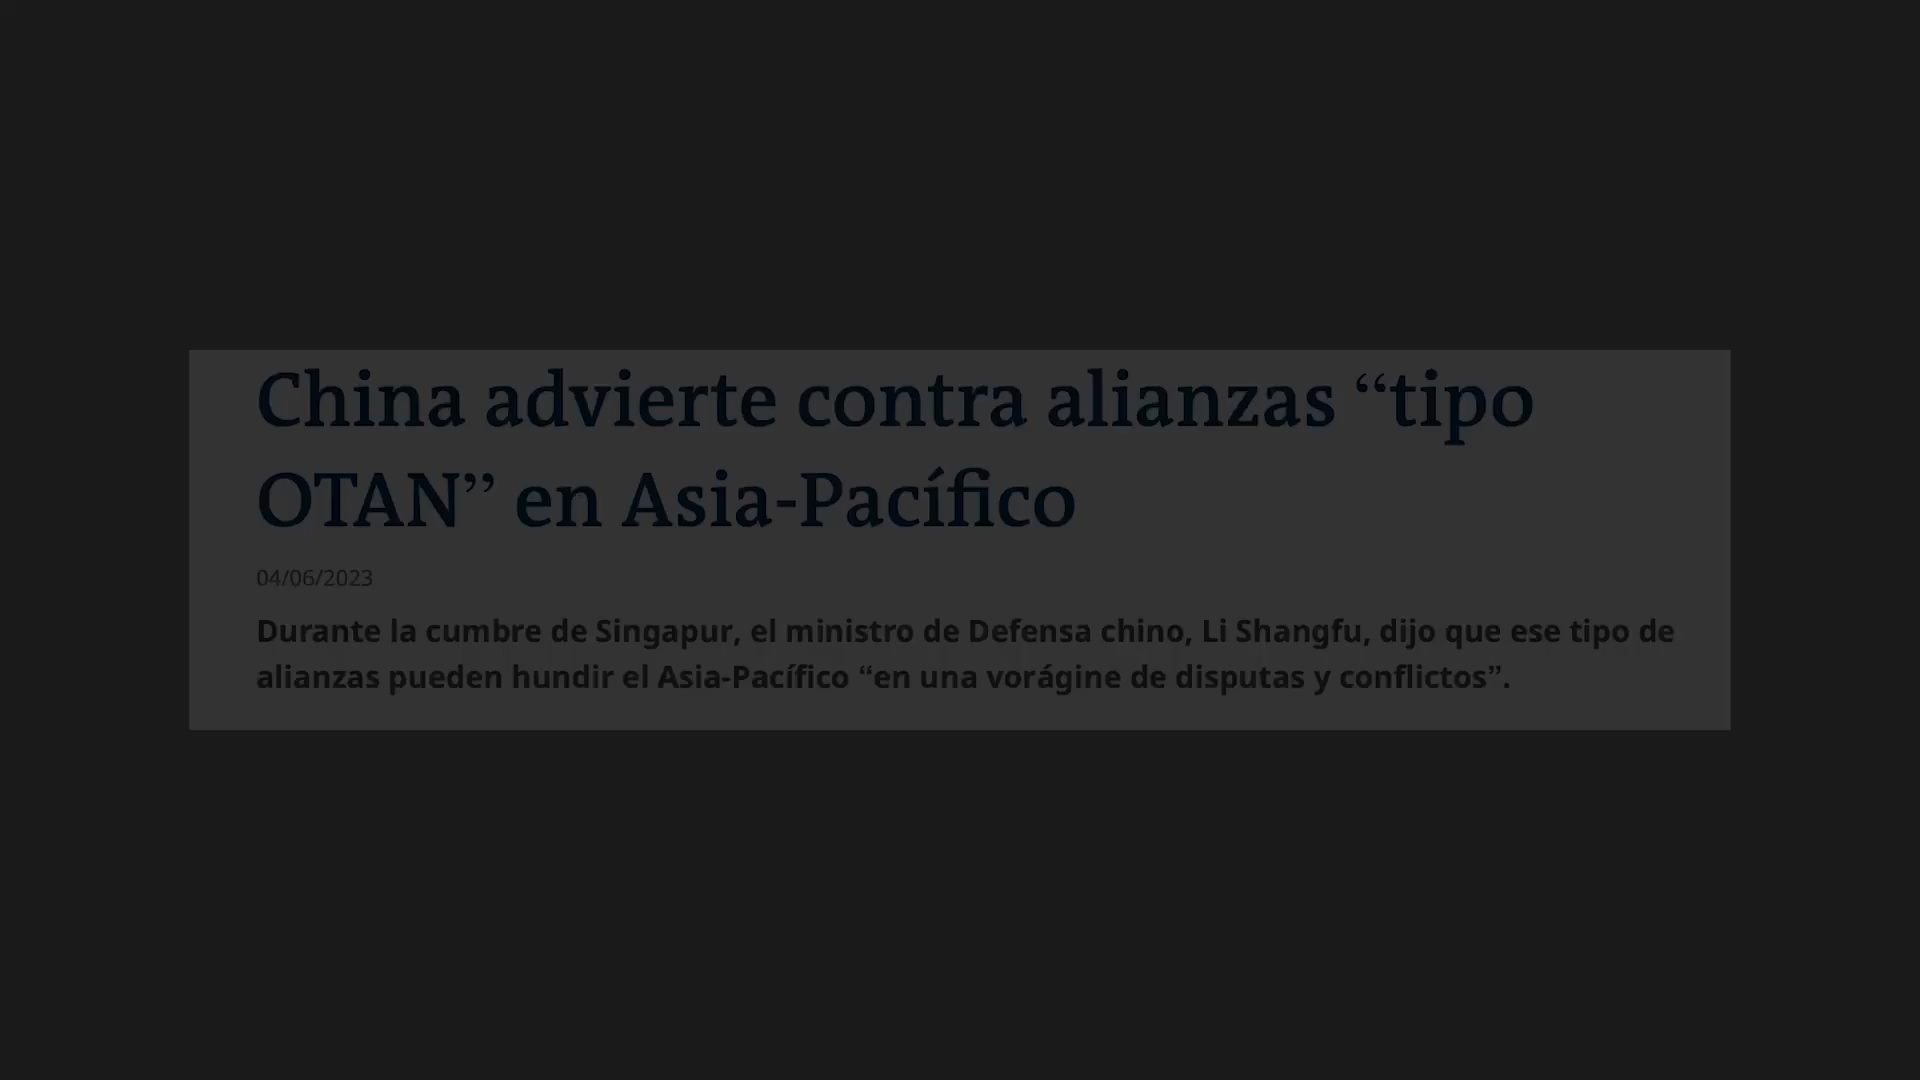 China advierte contra alianzas “tipo
OTAN” en Asia-Pacífico
04/06/2023
Durante la cumbre de Singapur, el ministro de Defensa chino, Li Shangfu, dijo que ese tipo de
alianzas pueden hundir el Asia-Pacífico “en una vorágine de disputas y conflictos”.